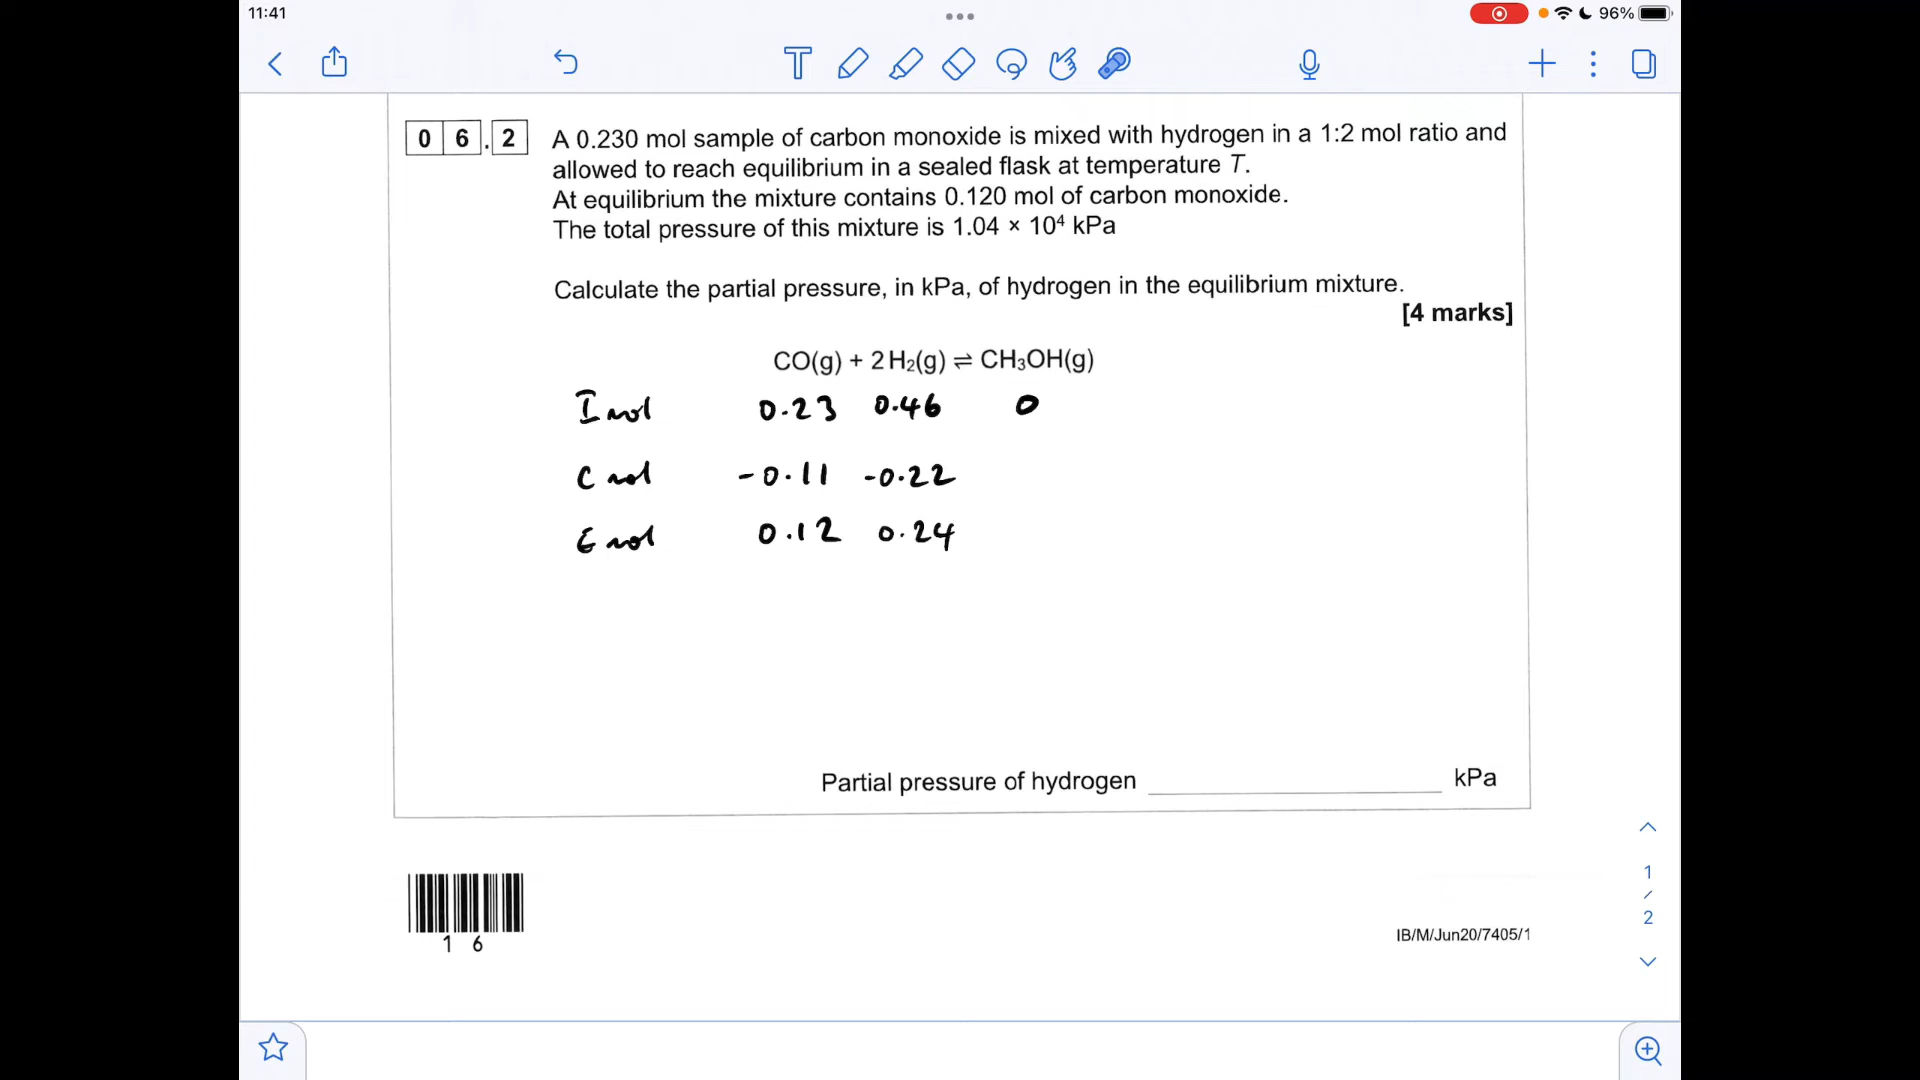 11:41
96%
T
0 6 . 2 A 0.230 mol sample of carbon monoxide is mixed with hydrogen in a 1:2 mol ratio and
allowed to reach equilibrium in a sealed flask at temperature T.
At equilibrium the mixture contains 0.120 mol of carbon monoxide.
The total pressure of this mixture is 1.04 × 10⁴ kPa
Calculate the partial pressure, in kPa, of hydrogen in the equilibrium mixture.
[4 marks]
CO(g) + 2H₂(g) ⇌ CH₃OH(g)
I mol 0.23 0.46 0
C mol -0.11 -0.22
E mol 0.12 0.24
Partial pressure of hydrogen ____________ kPa
1
/
2
1 6
IB/M/Jun20/7405/1